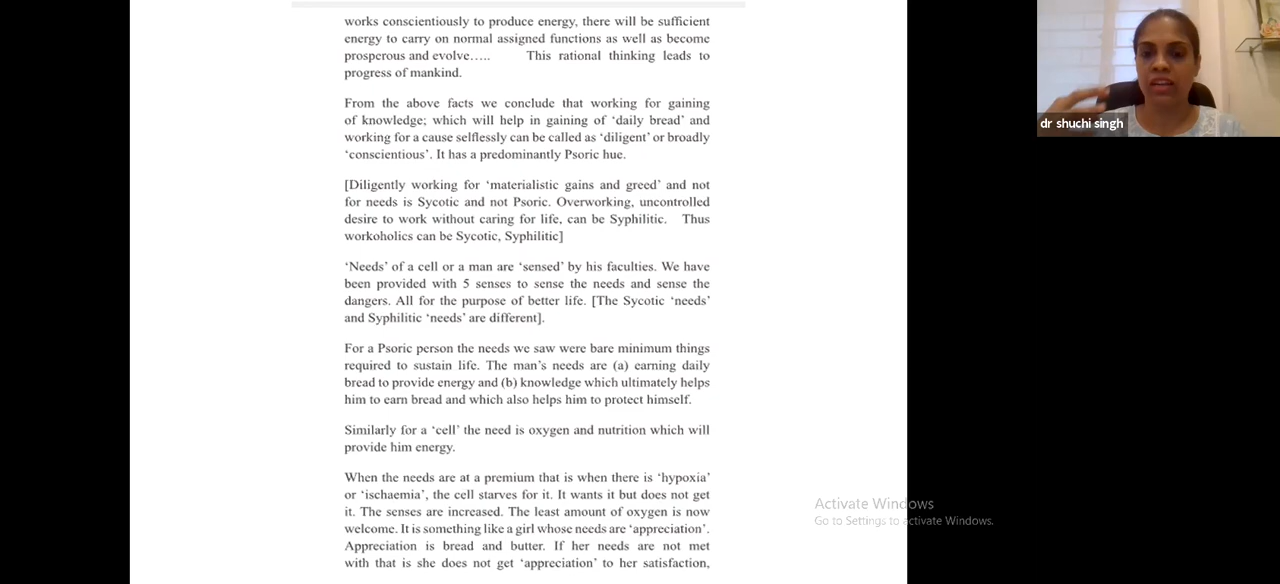 works conscientiously to produce energy, there will be sufficient
energy to carry on normal assigned functions as well as become
prosperous and evolve….. This rational thinking leads to
progress of mankind.
From the above facts we conclude that working for gaining
of knowledge; which will help in gaining of ‘daily bread’ and
working for a cause selflessly can be called as ‘diligent’ or broadly
‘conscientious’. It has a predominantly Psoric hue.
[Diligently working for ‘materialistic gains and greed’ and not
for needs is Sycotic and not Psoric. Overworking, uncontrolled
desire to work without caring for life, can be Syphilitic. Thus
workoholics can be Sycotic, Syphilitic]
‘Needs’ of a cell or a man are ‘sensed’ by his faculties. We have
been provided with 5 senses to sense the needs and sense the
dangers. All for the purpose of better life. [The Sycotic ‘needs’
and Syphilitic ‘needs’ are different].
For a Psoric person the needs we saw were bare minimum things
required to sustain life. The man’s needs are (a) earning daily
bread to provide energy and (b) knowledge which ultimately helps
him to earn bread and which also helps him to protect himself.
Similarly for a ‘cell’ the need is oxygen and nutrition which will
provide him energy.
When the needs are at a premium that is when there is ‘hypoxia’
or ‘ischaemia’, the cell starves for it. It wants it but does not get
it. The senses are increased. The least amount of oxygen is now
welcome. It is something like a girl whose needs are ‘appreciation’.
Appreciation is bread and butter. If her needs are not met
with that is she does not get ‘appreciation’ to her satisfaction,
dr shuchi singh
Activate Windows
Go to Settings to activate Windows.